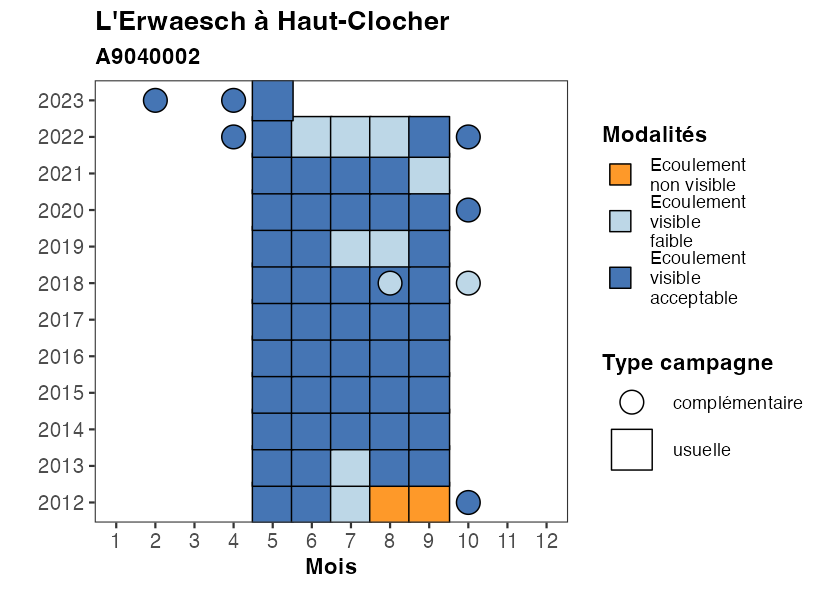 L'Erwaesch à Haut-Clocher
A9040002
2023
2022
2021
2020
2019
2018
2017
2016
2015
2014
2013
2012
1 2 3 4 5 6 7 8 9 10 11 12
Mois
Modalités
Ecoulement
non visible
Ecoulement
visible
faible
Ecoulement
visible
acceptable
Type campagne
complémentaire
usuelle